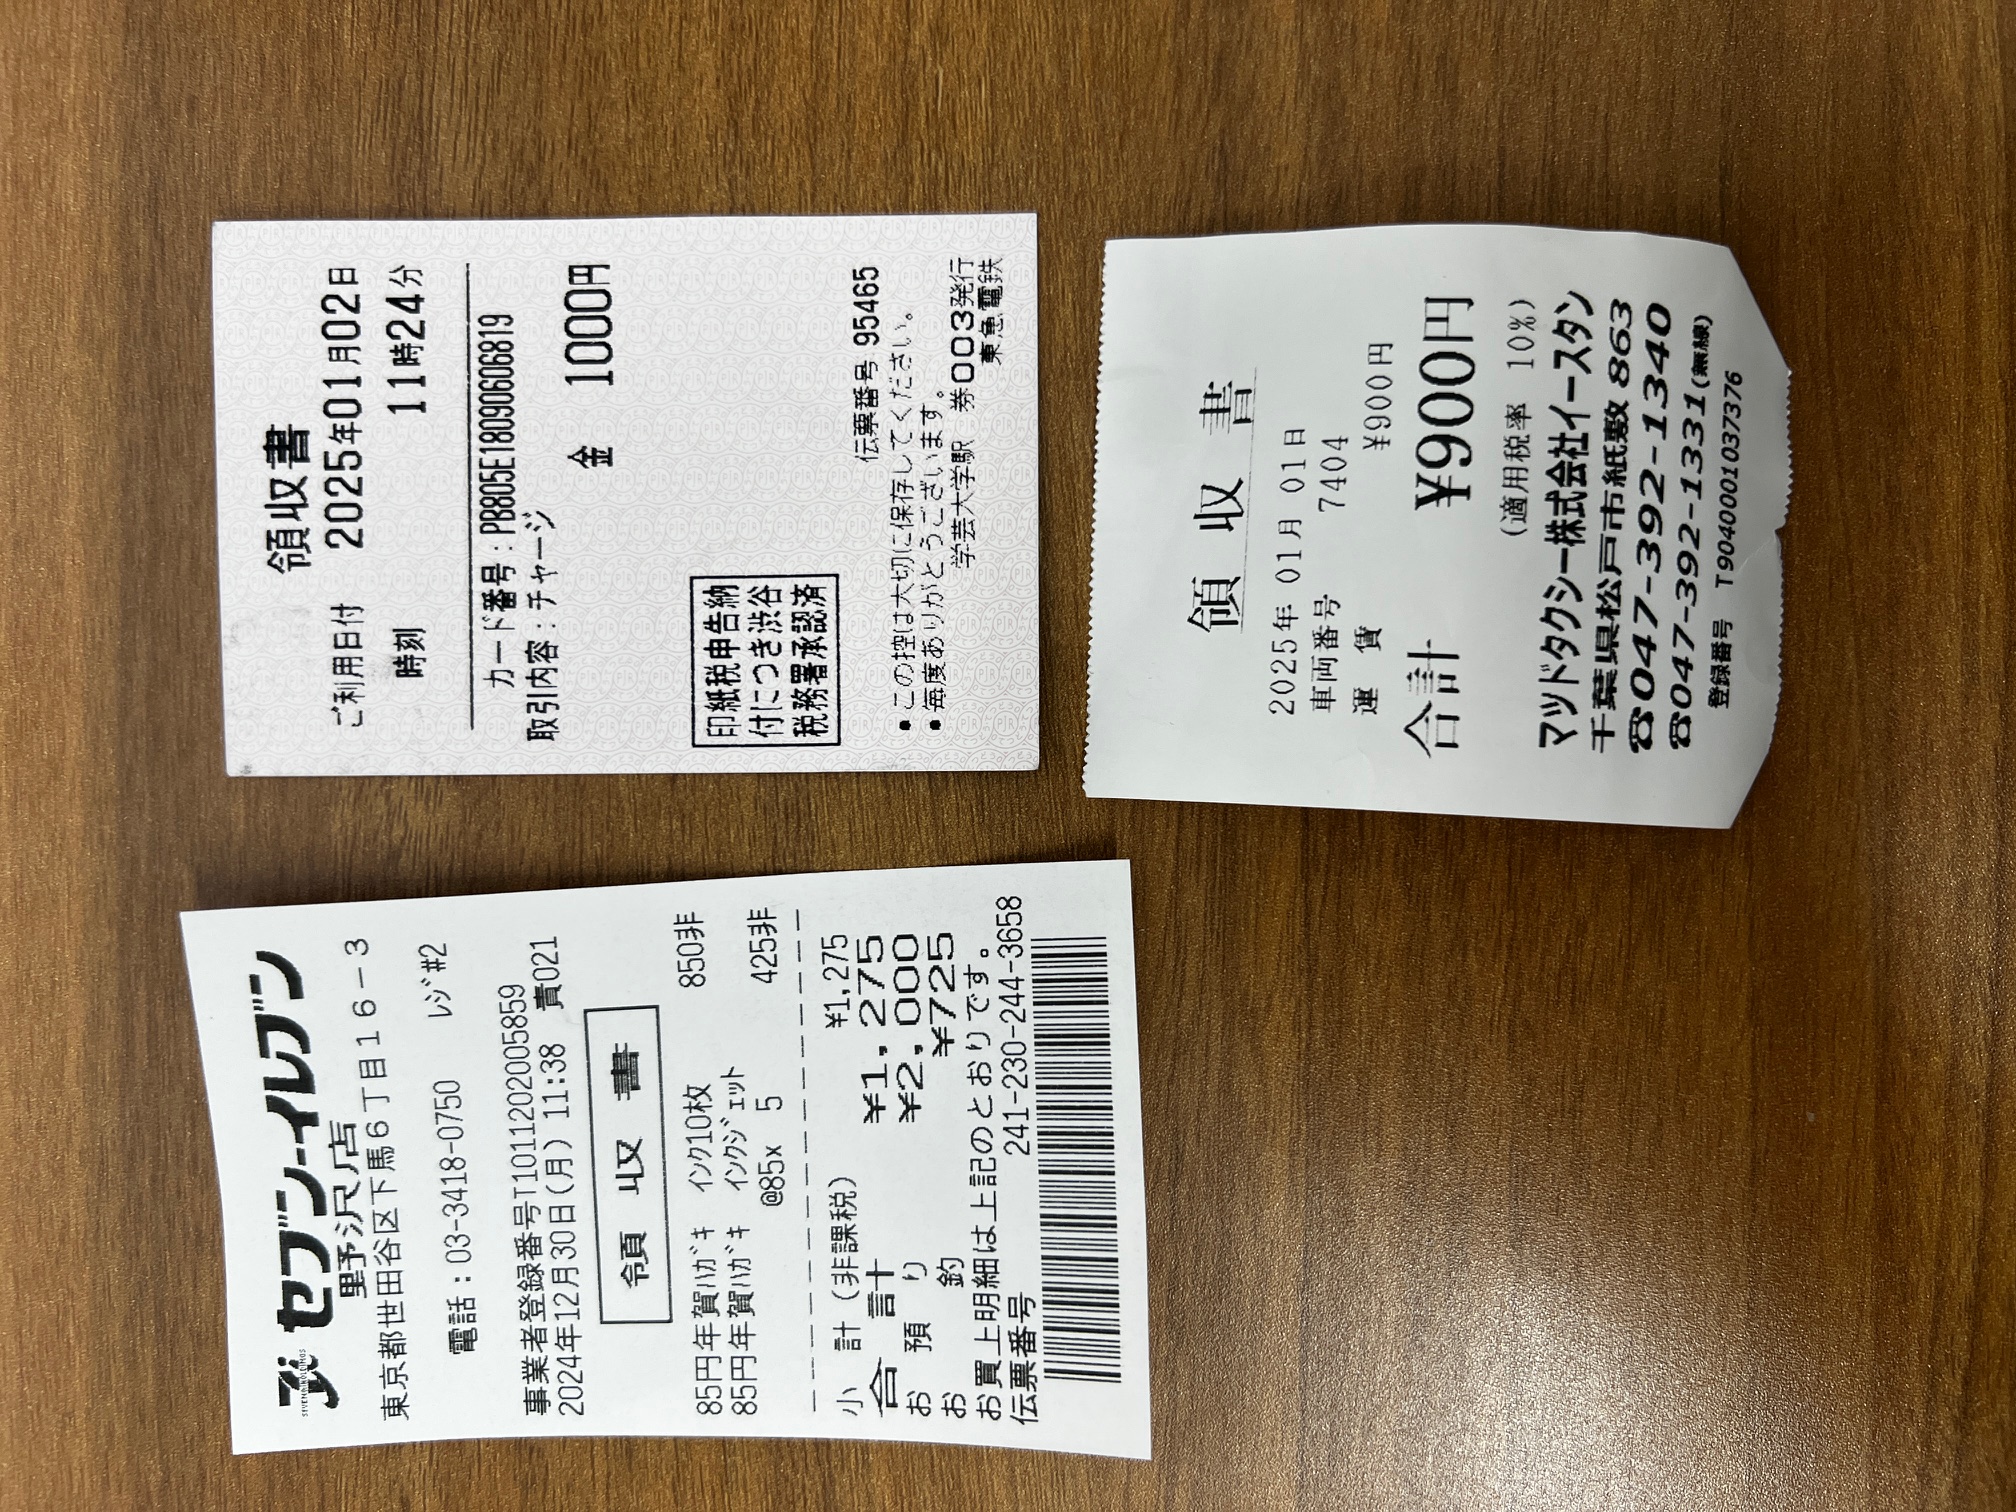 セブン-イレブン
野沢店
東京都世田谷区下馬6丁目16-3
電話:03-3418-0750 レジ#2
事業者登録番号T1011202005859
2024年12月30日(月) 11:38 責021
領収書
85円年賀ハガキ インク10枚 850非
85円年賀ハガキ インクジェット
@85x 5 425非
小 計(非課税) ¥1,275
合 計 ¥1,275
お 預 り ¥2,000
お 釣 ¥725
お買上明細は上記のとおりです。
伝票番号 241-230-244-3658
領収書
ご利用日付 2025年01月02日
時刻 11時24分
カード番号:PB805E18090606819
取引内容:チャージ
金 1000円
印紙税申告納
付につき渋谷
税務署承認済
伝票番号 95465
●この控は大切に保存してください。
●毎度ありがとうございます。
学芸大学駅 券003発行
東急電鉄
領収書
2025年 01月 01日
車両番号 7404
運 賃 ¥900円
合計 ¥900円
(適用税率 10%)
マツドタクシー株式会社イースタン
千葉県松戸市紙敷 863
☎047-392-1340
☎047-392-1331(無線)
登録番号 T9040001037376